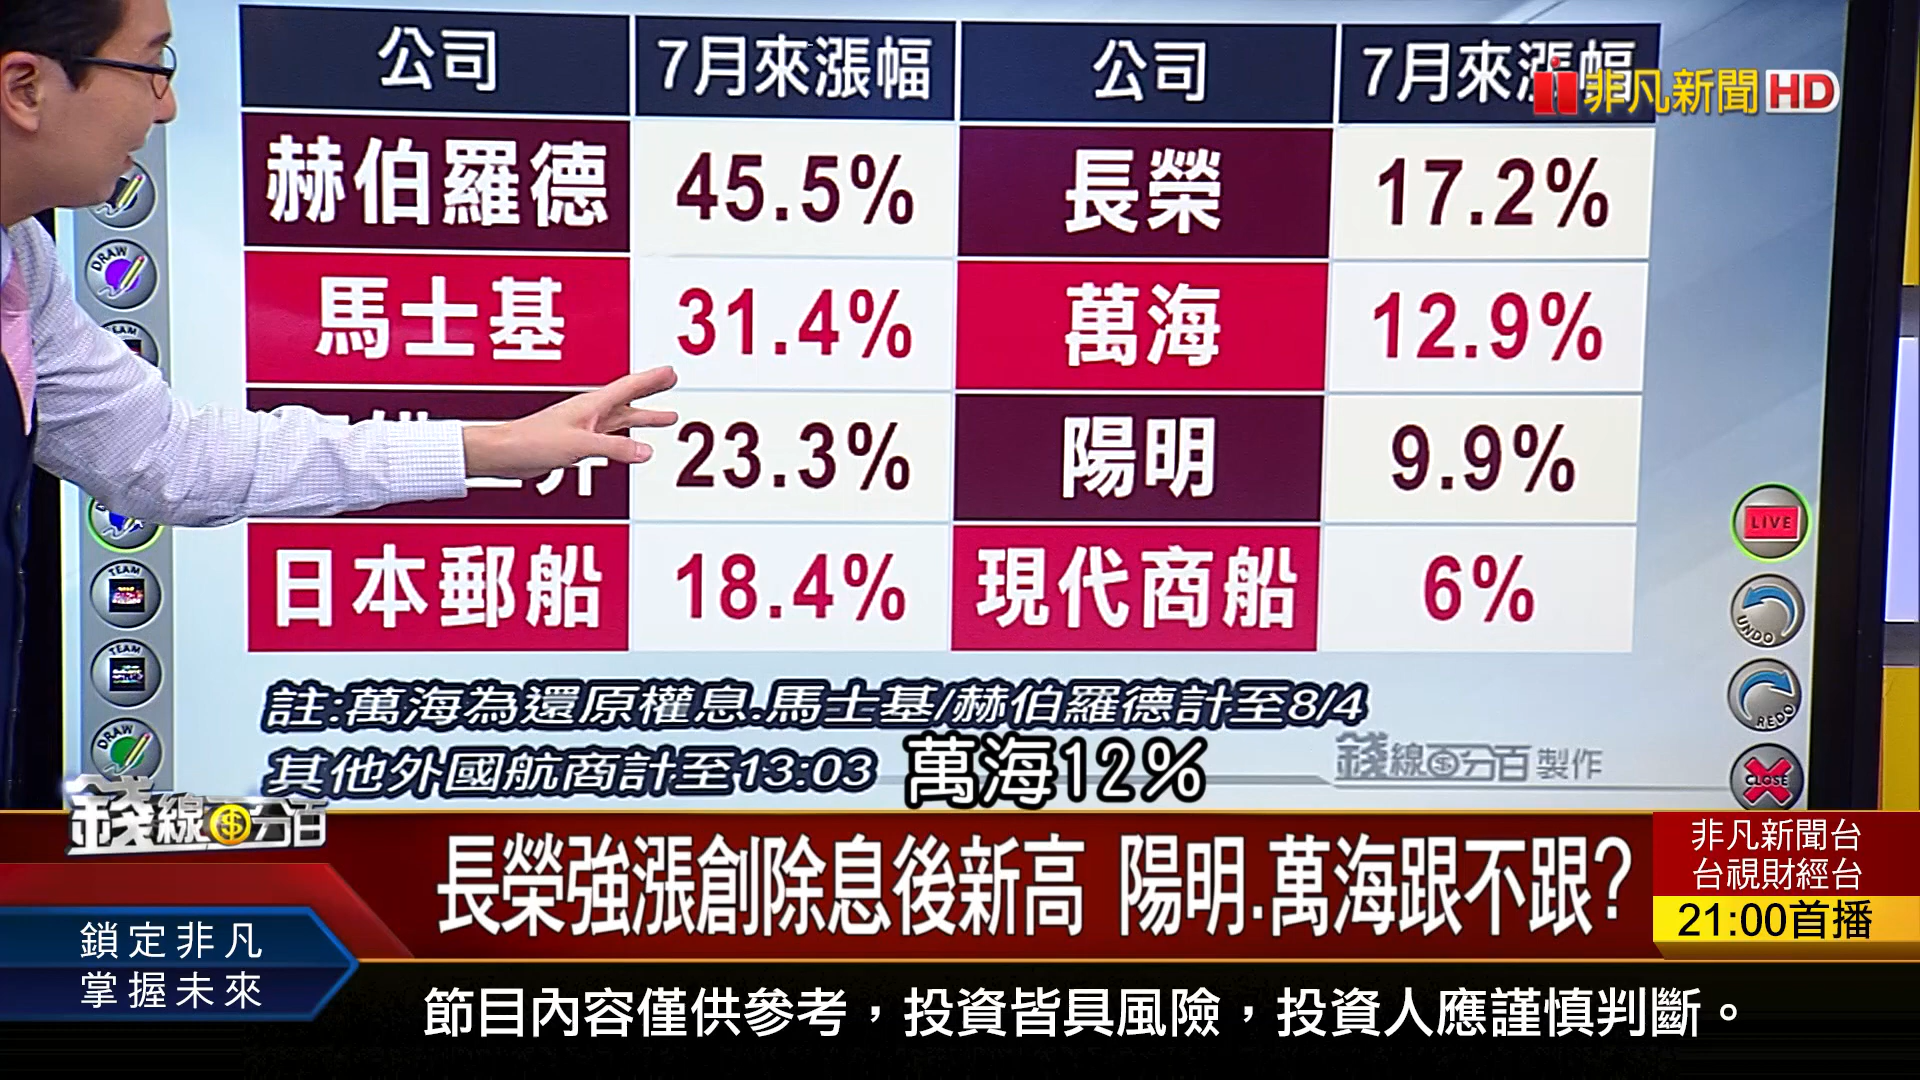 公司 7月來漲幅 公司 7月來漲幅
非凡新聞HD
赫伯羅德 45.5% 長榮 17.2%
馬士基 31.4% 萬海 12.9%
23.3% 陽明 9.9%
日本郵船 18.4% 現代商船 6%
DRAW
TEAM
TEAM
TEAM
DRAW
LIVE
UNDO
REDO
CLOSE
註:萬海為還原權息.馬士基/赫伯羅德計至8/4
其他外國航商計至13:03
錢線百分百製作
萬海12%
錢線百分百
長榮強漲創除息後新高 陽明.萬海跟不跟?
非凡新聞台
台視財經台
21:00首播
鎖定非凡
掌握未來
節目內容僅供參考，投資皆具風險，投資人應謹慎判斷。